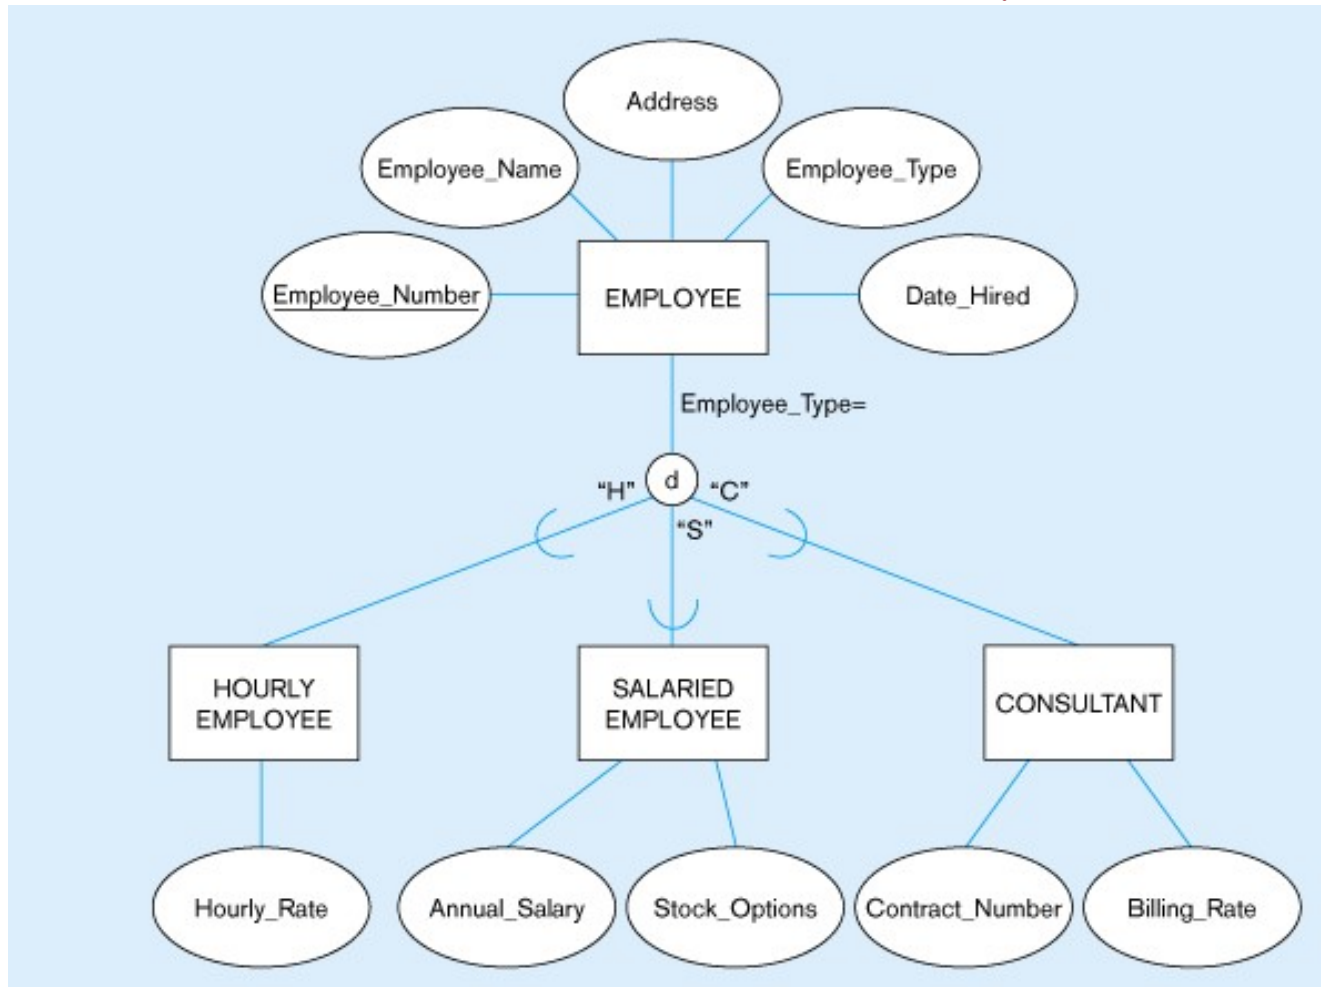 Address
Employee_Name
Employee_Type
Employee_Number
EMPLOYEE
Date_Hired
Employee_Type=
d
“H”
“C”
“S”
HOURLY
EMPLOYEE
SALARIED
EMPLOYEE
CONSULTANT
Hourly_Rate
Annual_Salary
Stock_Options
Contract_Number
Billing_Rate